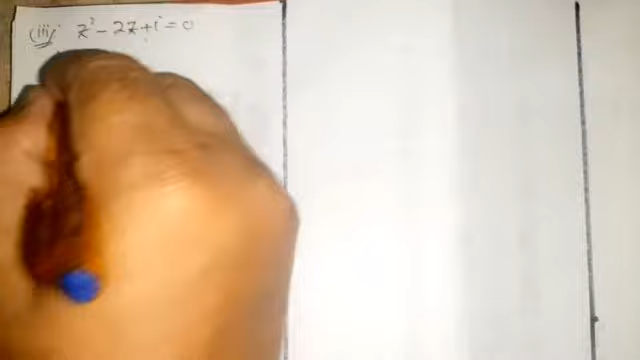 (iii) z² - 2z + i = 0